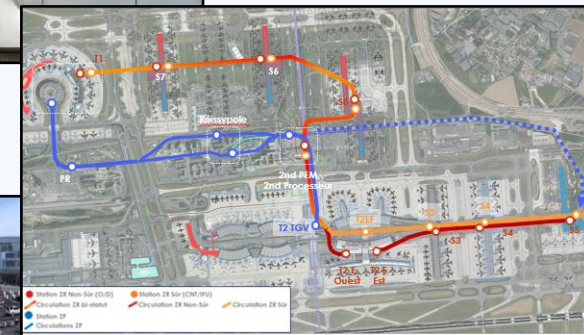 T1
S7
S6
S8
Roissypole
PR
2nd PEM
2nd Processeur
T2 TGV
T2EF
S3
S4
S3
S4
S5
T2 F
Ouest
T2 F
Est
Station ZR Non-Sûr (O/D)
Station ZR Sûr (CNT/IFU)
Circulation ZR bi-statut
Circulation ZR Non-Sûr
Circulation ZR Sûr
Station ZP
Circulations ZP